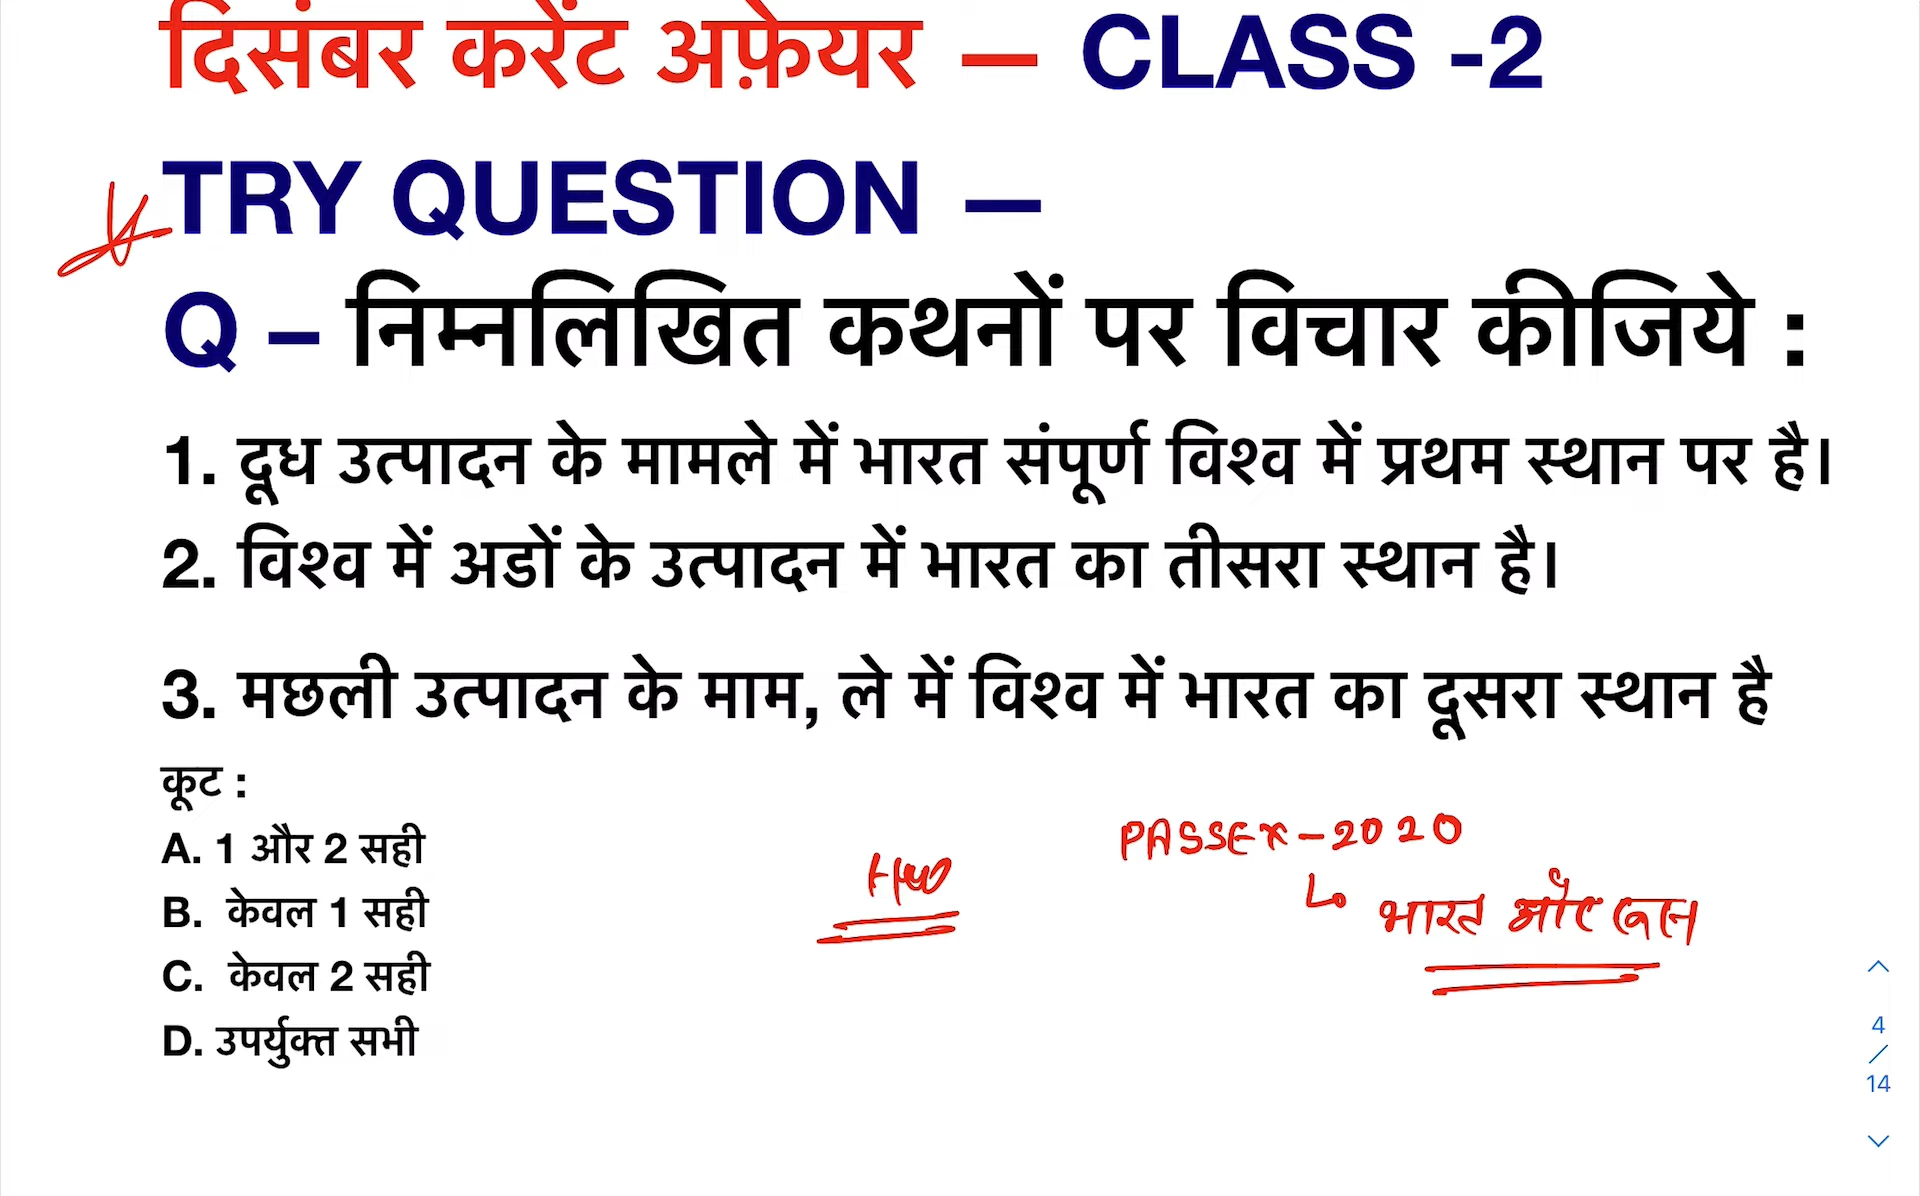 दिसंबर करेंट अफ़ेयर — CLASS -2
TRY QUESTION —
Q – निम्नलिखित कथनों पर विचार कीजिये :
1. दूध उत्पादन के मामले में भारत संपूर्ण विश्व में प्रथम स्थान पर है।
2. विश्व में अडों के उत्पादन में भारत का तीसरा स्थान है।
3. मछली उत्पादन के माम, ले में विश्व में भारत का दूसरा स्थान है
कूट :
A. 1 और 2 सही
B. केवल 1 सही
C. केवल 2 सही
D. उपर्युक्त सभी
PASSEX-2020
भारत और
4
/
14